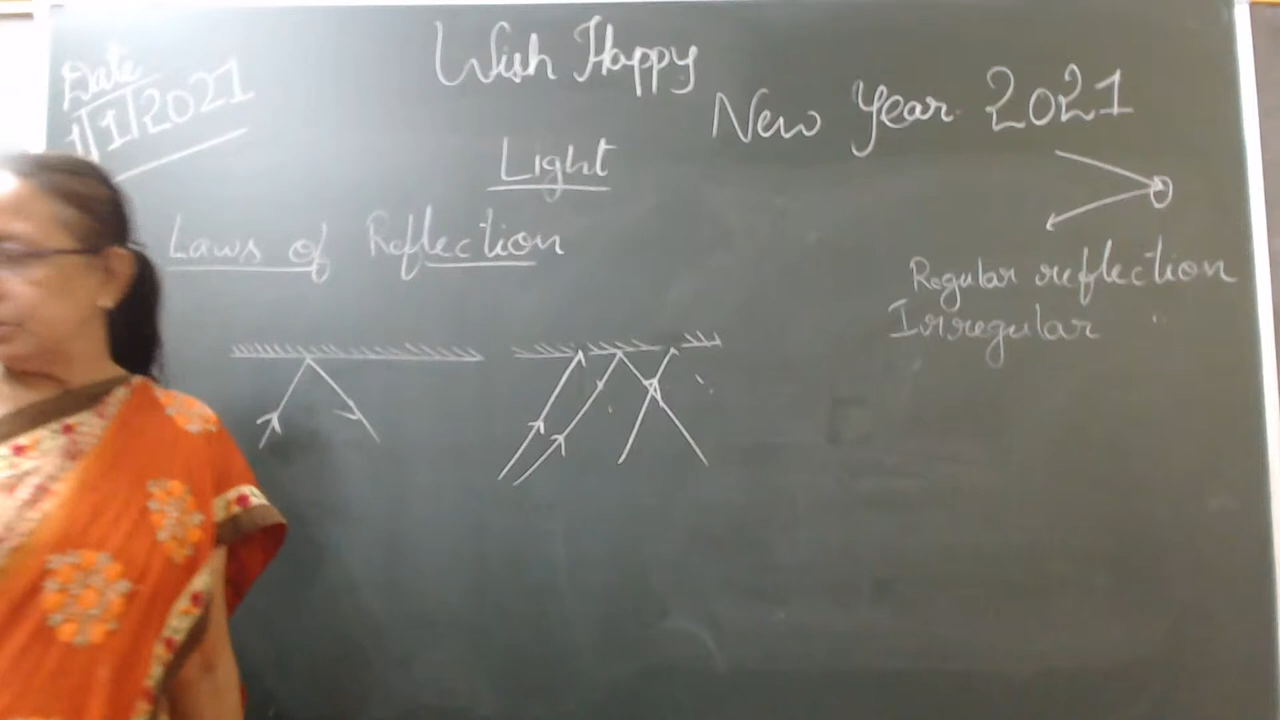 Date
1/1/2021
Wish Happy
New Year 2021
Light
Laws of Reflection
Regular reflection
Irregular